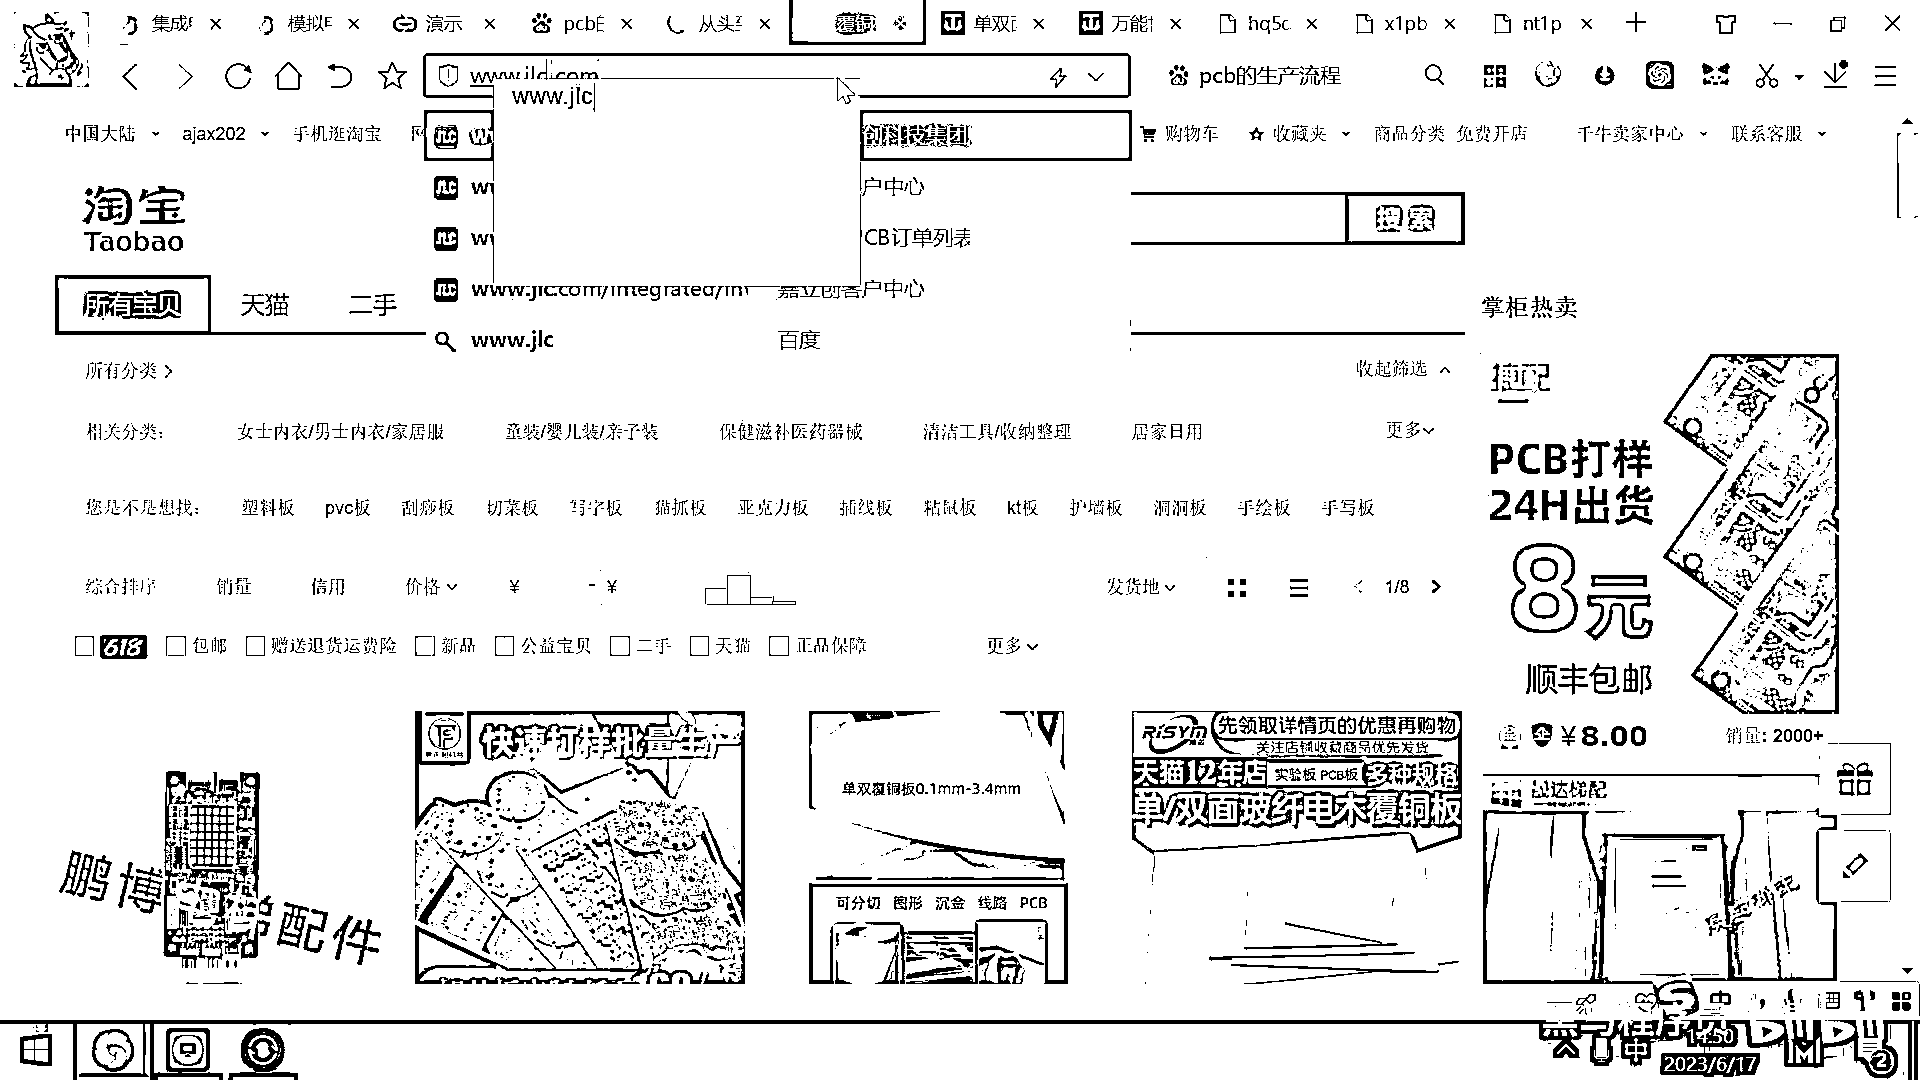 集成 模拟 演示 pcb 从头 覆铜 单双 万能 hq5c x1pb nt1p
www.jlc.com
pcb的生产流程
www.jlc
中国大陆 ajax202 手机逛淘宝
创科技集团
购物车 收藏夹 商品分类 免费开店 千牛卖家中心 联系客服
户中心
淘宝
Taobao
搜索
CB订单列表
www.jlc.com/integrated/in 嘉立创客户中心
所有宝贝 天猫 二手
掌柜热卖
www.jlc 百度
所有分类
收起筛选
相关分类: 女士内衣/男士内衣/家居服 童装/婴儿装/亲子装 保健滋补医药器械 清洁工具/收纳整理 居家日用 更多
您是不是想找: 塑料板 pvc板 刮痧板 切菜板 写字板 猫抓板 亚克力板 插线板 粘鼠板 kt板 护墙板 洞洞板 手绘板 手写板
综合排序 销量 信用 价格 ¥ - ¥ 发货地 1/8
618 包邮 赠送退货运费险 新品 公益宝贝 二手 天猫 正品保障 更多
捷配
PCB打样
24H出货
8元
顺丰包邮
¥8.00 销量: 2000+
快速打样批量生产
单双覆铜板0.1mm-3.4mm
可分切 图形 沉金 线路 PCB
RiSym 先领取详情页的优惠再购物
关注店铺收藏商品优先发货
天猫12年店 实验板 PCB板 多种规格
单/双面玻纤电木覆铜板
鹏博
配件
中
黑马程序员 bilibili
中
14:50
2023/6/17
2